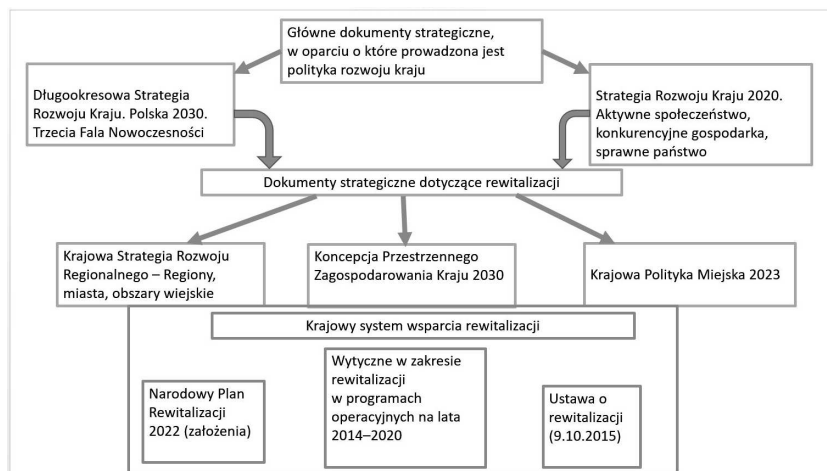 Główne dokumenty strategiczne,
w oparciu o które prowadzona jest
polityka rozwoju kraju
Długookresowa Strategia
Rozwoju Kraju. Polska 2030.
Trzecia Fala Nowoczesności
Strategia Rozwoju Kraju 2020.
Aktywne społeczeństwo,
konkurencyjne gospodarka,
sprawne państwo
Dokumenty strategiczne dotyczące rewitalizacji
Krajowa Strategia Rozwoju
Regionalnego – Regiony,
miasta, obszary wiejskie
Koncepcja Przestrzennego
Zagospodarowania Kraju 2030
Krajowa Polityka Miejska 2023
Krajowy system wsparcia rewitalizacji
Narodowy Plan
Rewitalizacji
2022 (założenia)
Wytyczne w zakresie
rewitalizacji
w programach
operacyjnych na lata
2014–2020
Ustawa o
rewitalizacji
(9.10.2015)